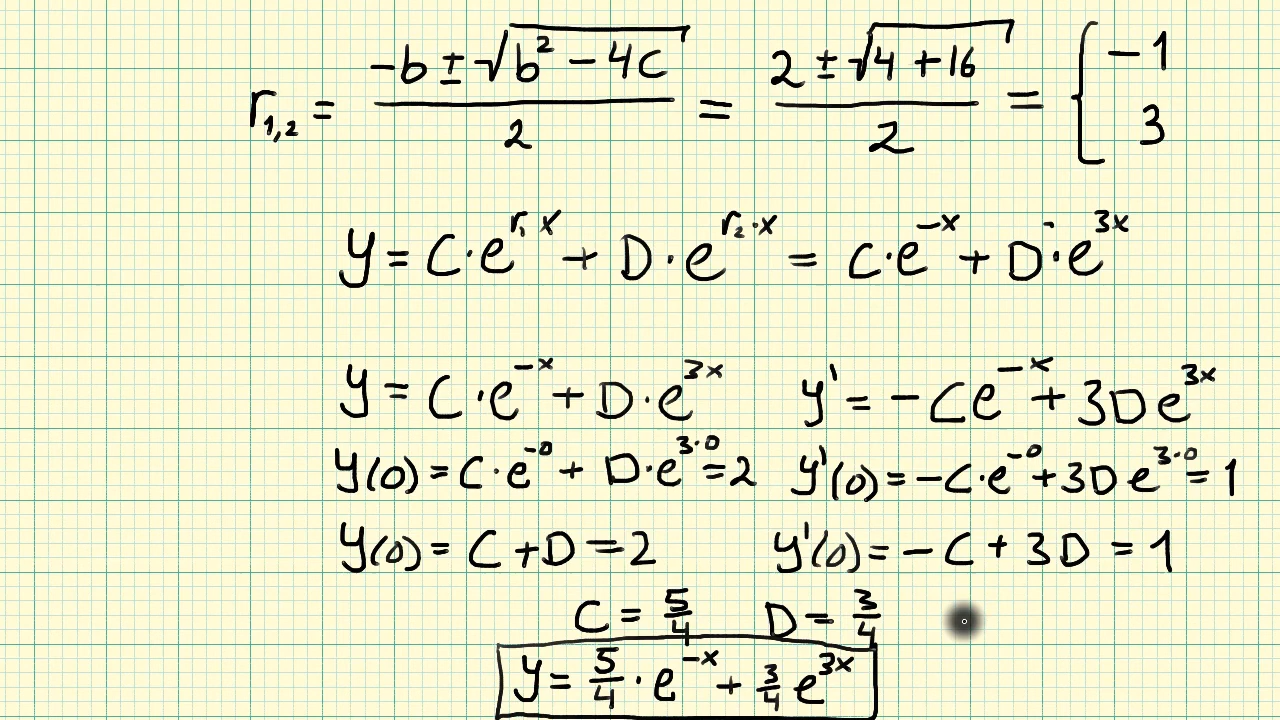 r₁,₂ = (-b ± √(b² - 4c))/2 = (2 ± √(4 + 16))/2 = { -1 3
y = C·e^(r₁x) + D·e^(r₂·x) = C·e^(-x) + D·e^(3x)
y = C·e^(-x) + D·e^(3x) y' = -Ce^(-x) + 3De^(3x)
y(0) = C·e^(-0) + D·e^(3·0) = 2 y'(0) = -C·e^(-0) + 3De^(3·0) = 1
y(0) = C + D = 2 y'(0) = -C + 3D = 1
C = 5/4 D = 3/4
y = 5/4·e^(-x) + 3/4 e^(3x)